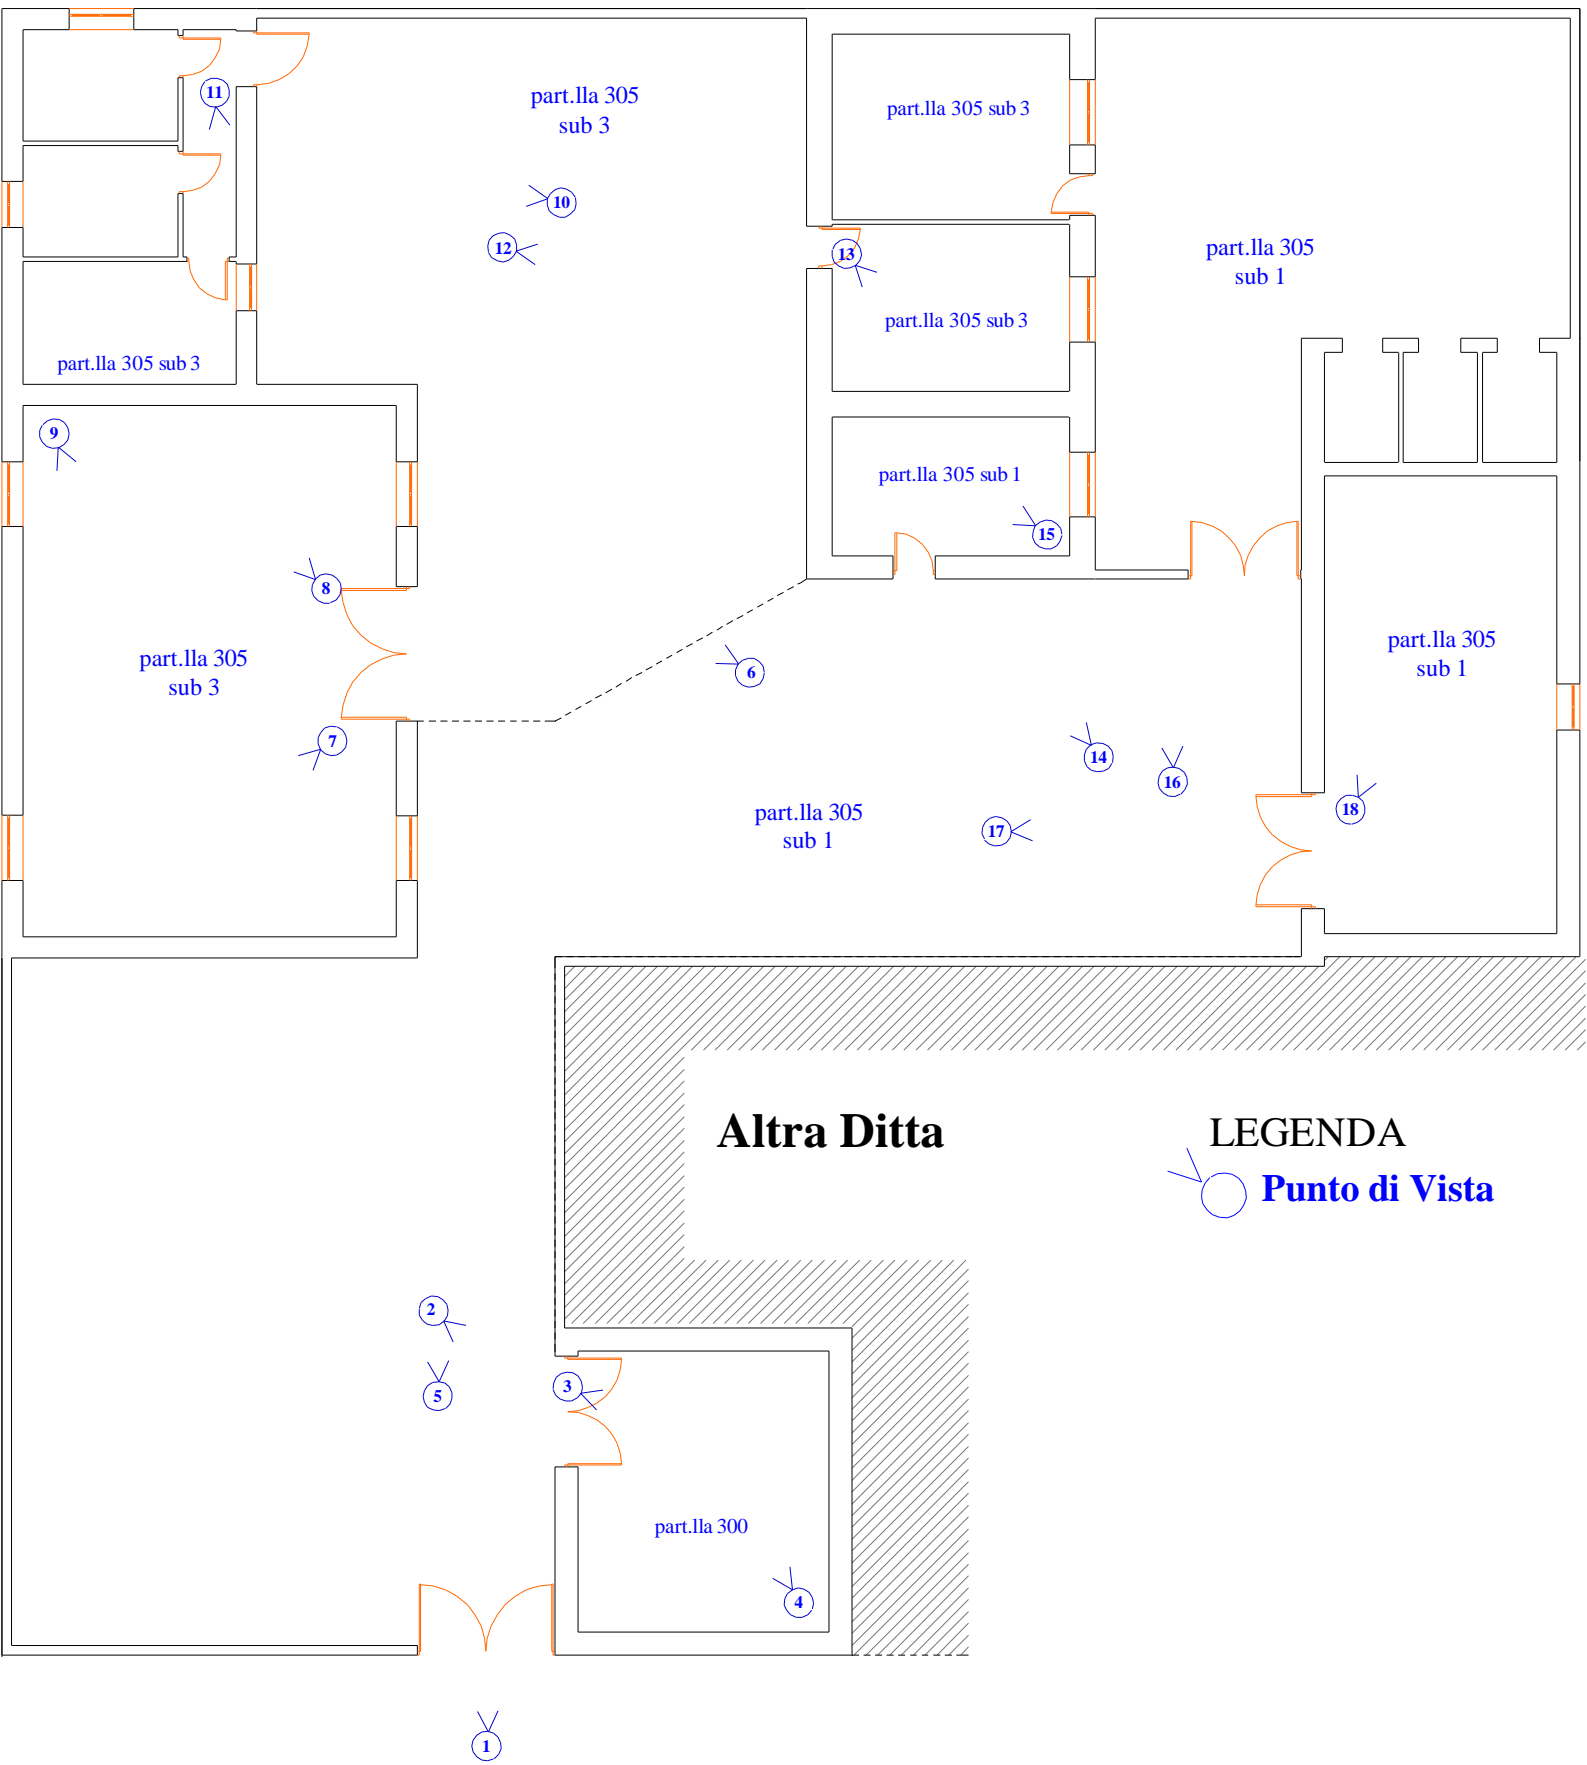 11
part.lla 305
sub 3
part.lla 305 sub 3
10
12
13
part.lla 305
sub 1
part.lla 305 sub 3
part.lla 305 sub 3
9
part.lla 305 sub 1
15
8
part.lla 305
sub 3
6
part.lla 305
sub 1
7
14
16
part.lla 305
sub 1
17
18
Altra Ditta
LEGENDA
Punto di Vista
2
5
3
part.lla 300
4
1